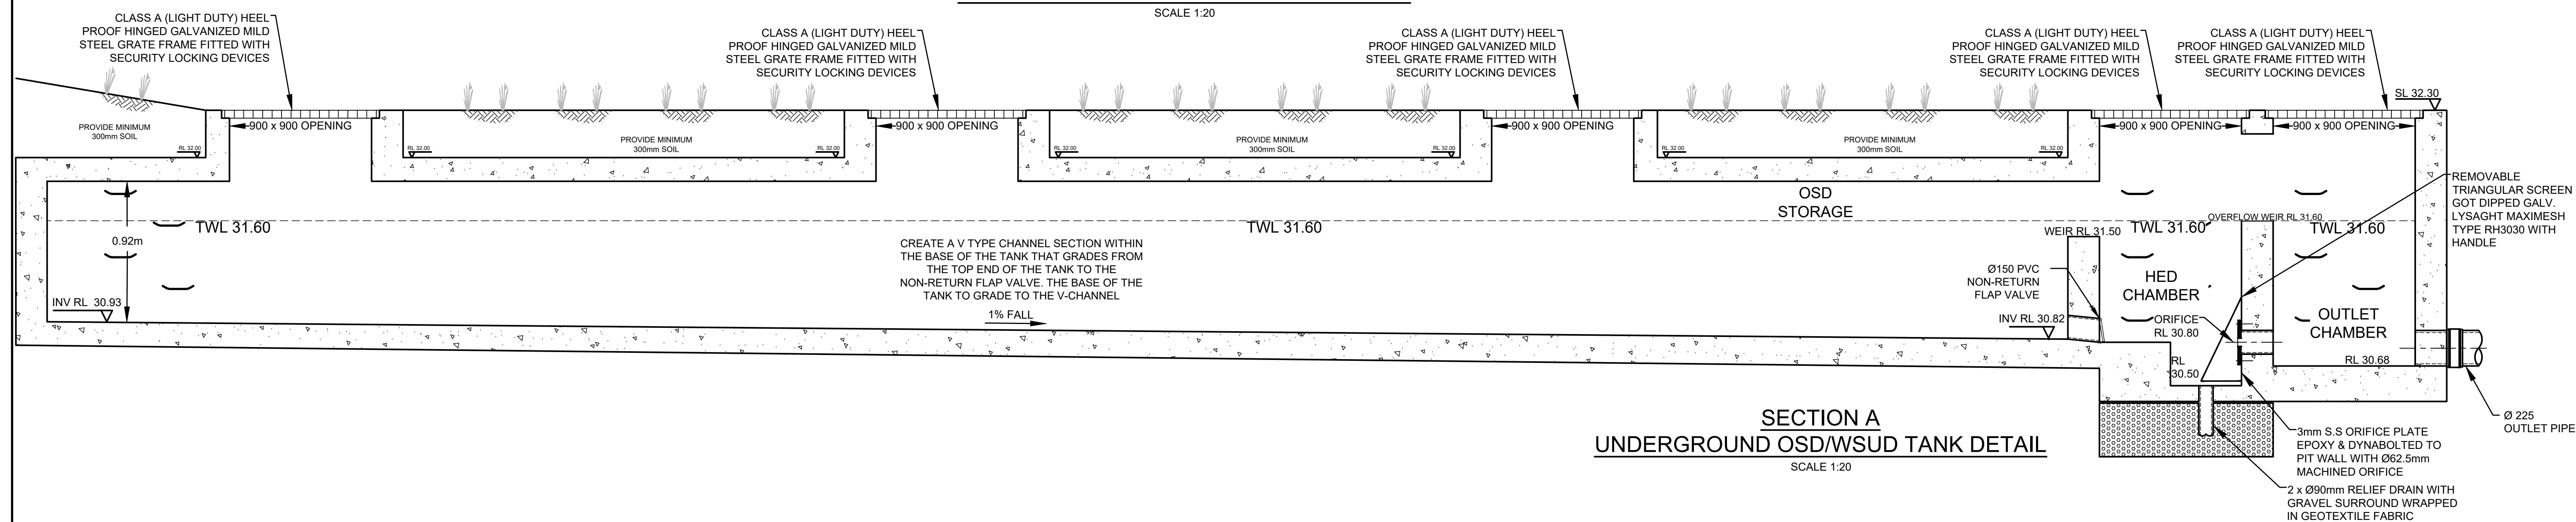 SCALE 1:20
CLASS A (LIGHT DUTY) HEEL
PROOF HINGED GALVANIZED MILD
STEEL GRATE FRAME FITTED WITH
SECURITY LOCKING DEVICES
CLASS A (LIGHT DUTY) HEEL
PROOF HINGED GALVANIZED MILD
STEEL GRATE FRAME FITTED WITH
SECURITY LOCKING DEVICES
CLASS A (LIGHT DUTY) HEEL
PROOF HINGED GALVANIZED MILD
STEEL GRATE FRAME FITTED WITH
SECURITY LOCKING DEVICES
CLASS A (LIGHT DUTY) HEEL
PROOF HINGED GALVANIZED MILD
STEEL GRATE FRAME FITTED WITH
SECURITY LOCKING DEVICES
CLASS A (LIGHT DUTY) HEEL
PROOF HINGED GALVANIZED MILD
STEEL GRATE FRAME FITTED WITH
SECURITY LOCKING DEVICES
SL 32.30
PROVIDE MINIMUM
300mm SOIL
900 x 900 OPENING
PROVIDE MINIMUM
300mm SOIL
RL 32.00
RL 32.00
900 x 900 OPENING
PROVIDE MINIMUM
300mm SOIL
RL 32.00
RL 32.00
900 x 900 OPENING
PROVIDE MINIMUM
300mm SOIL
RL 32.00
RL 32.00
900 x 900 OPENING
900 x 900 OPENING
RL 32.00
REMOVABLE
TRIANGULAR SCREEN
GOT DIPPED GALV.
LYSAGHT MAXIMESH
TYPE RH3030 WITH
HANDLE
OSD
STORAGE
TWL 31.60
TWL 31.60
OVERFLOW WEIR RL 31.60
TWL 31.60
TWL 31.60
WEIR RL 31.50
0.92m
CREATE A V TYPE CHANNEL SECTION WITHIN
THE BASE OF THE TANK THAT GRADES FROM
THE TOP END OF THE TANK TO THE
NON-RETURN FLAP VALVE. THE BASE OF THE
TANK TO GRADE TO THE V-CHANNEL
Ø150 PVC
NON-RETURN
FLAP VALVE
HED
CHAMBER
INV RL 30.93
1% FALL
INV RL 30.82
ORIFICE
RL 30.80
OUTLET
CHAMBER
RL
30.50
RL 30.68
SECTION A
UNDERGROUND OSD/WSUD TANK DETAIL
SCALE 1:20
Ø 225
OUTLET PIPE
3mm S.S ORIFICE PLATE
EPOXY & DYNABOLTED TO
PIT WALL WITH Ø62.5mm
MACHINED ORIFICE
2 x Ø90mm RELIEF DRAIN WITH
GRAVEL SURROUND WRAPPED
IN GEOTEXTILE FABRIC